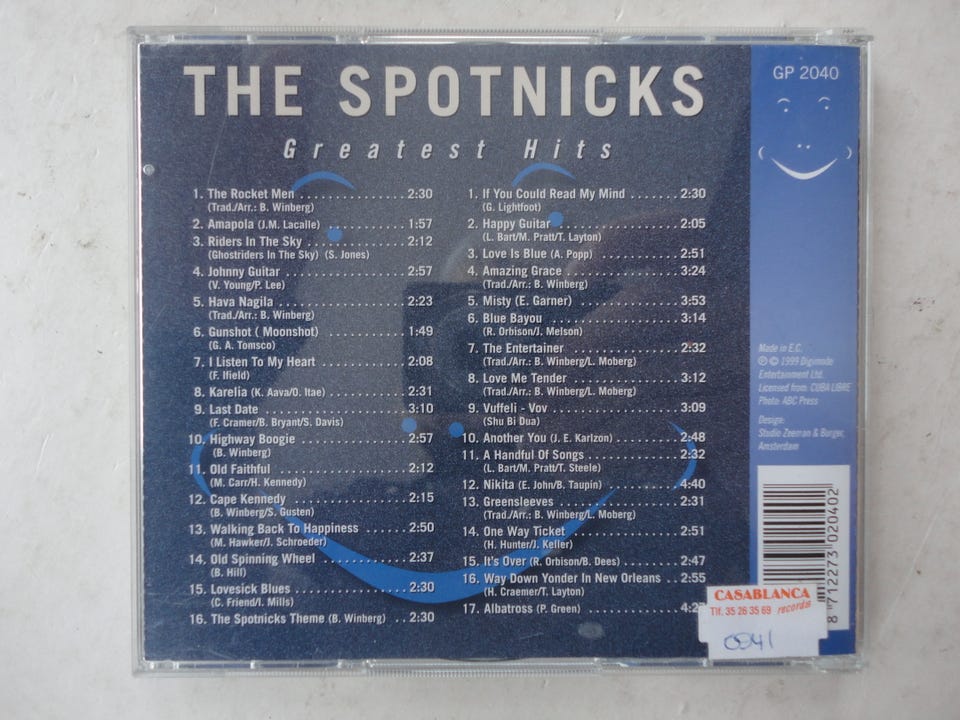 THE SPOTNICKS
Greatest Hits
1. The Rocket Men ................ 2:30
(Trad./Arr.: B. Winberg)
2. Amapola (J.M. Lacalle) ............ 1:57
3. Riders In The Sky .............. 2:12
(Ghostriders In The Sky) (S. Jones)
4. Johnny Guitar ................. 2:57
(V. Young/P. Lee)
5. Hava Nagila .................. 2:23
(Trad./Arr.: B. Winberg)
6. Gunshot ( Moonshot) ............ 1:49
(G. A. Tomsco)
7. I Listen To My Heart ............ 2:08
(F. Ifield)
8. Karelia (K. Aava/O. Itae) ........... 2:31
9. Last Date .................... 3:10
(F. Cramer/B. Bryant/S. Davis)
10. Highway Boogie ............... 2:57
(B. Winberg)
11. Old Faithful .................. 2:12
(M. Carr/H. Kennedy)
12. Cape Kennedy ................ 2:15
(B. Winberg/S. Gusten)
13. Walking Back To Happiness ...... 2:50
(M. Hawker/J. Schroeder)
14. Old Spinning Wheel ............ 2:37
(B. Hill)
15. Lovesick Blues ................ 2:30
(C. Friend/I. Mills)
16. The Spotnicks Theme (B. Winberg) .. 2:30
1. If You Could Read My Mind ....... 2:30
(G. Lightfoot)
2. Happy Guitar ................. 2:05
(L. Bart/M. Pratt/T. Layton)
3. Love Is Blue (A. Popp) ............ 2:51
4. Amazing Grace ................ 3:24
(Trad./Arr.: B. Winberg)
5. Misty (E. Garner) ............... 3:53
6. Blue Bayou ................... 3:14
(R. Orbison/J. Melson)
7. The Entertainer ............... 2:32
(Trad./Arr.: B. Winberg/L. Moberg)
8. Love Me Tender ............... 3:12
(Trad./Arr.: B. Winberg/L. Moberg)
9. Vuffeli - Vov .................. 3:09
(Shu Bi Dua)
10. Another You (J. E. Karlzon) ......... 2:48
11. A Handful Of Songs ............. 2:32
(L. Bart/M. Pratt/T. Steele)
12. Nikita (E. John/B. Taupin) .......... 4:40
13. Greensleeves ................. 2:31
(Trad./Arr.: B. Winberg/L. Moberg)
14. One Way Ticket ................ 2:51
(H. Hunter/J. Keller)
15. It's Over (R. Orbison/B. Dees) ....... 2:47
16. Way Down Yonder In New Orleans .. 2:55
(H. Craemer/T. Layton)
17. Albatross (P. Green) ..............
GP 2040
Made in E.C.
℗ © 1999 Digimode
Entertainment Ltd.
Licensed from: CUBA LIBRE
Photo: ABC Press
Design:
Studio Zeeman & Burger,
Amsterdam
8 712273 020402
CASABLANCA
Tlf. 35 26 35 69 records
0941